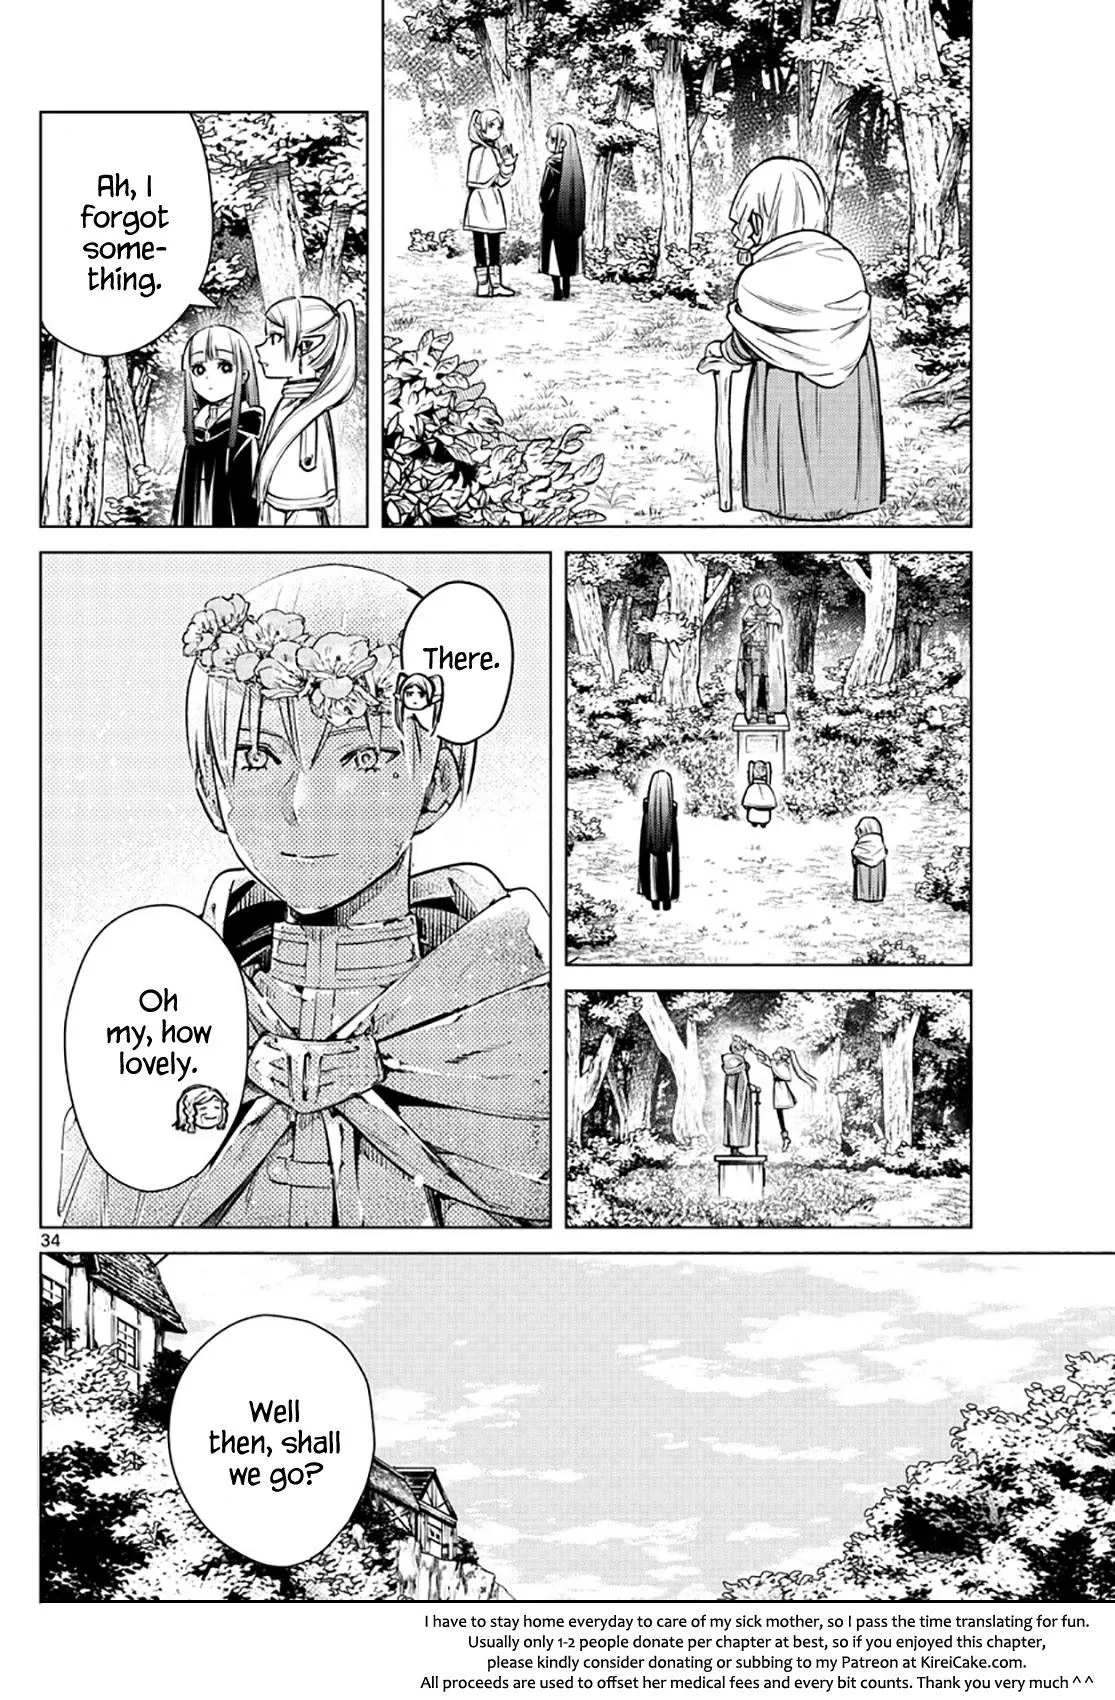 Ah, I
forgot
some-
thing.
There.
Oh
my, how
lovely.
34
Well
then, shall
we go?
I have to stay home everyday to care of my sick mother, so I pass the time translating for fun.
Usually only 1-2 people donate per chapter at best, so if you enjoyed this chapter,
please kindly consider donating or subbing to my Patreon at KireiCake.com.
All proceeds are used to offset her medical fees and every bit counts. Thank you very much ^ ^